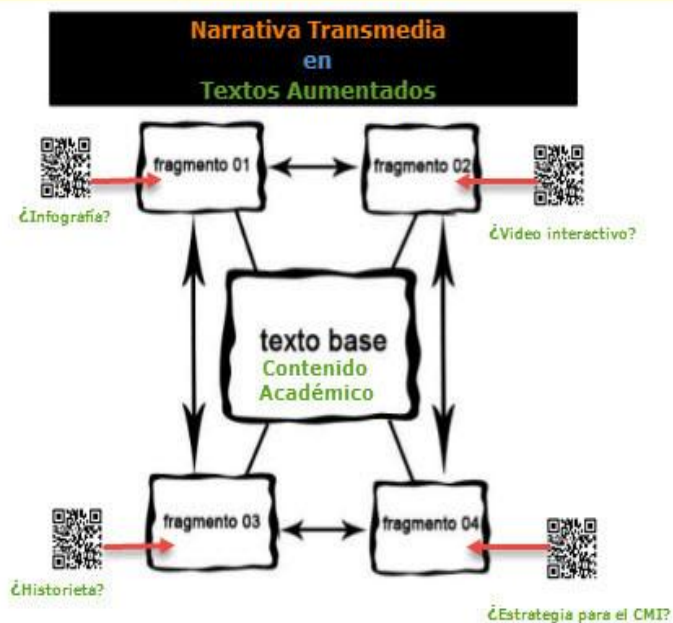 Narrativa Transmedia
en
Textos Aumentados
fragmento 01
fragmento 02
¿Infografía?
¿Video interactivo?
texto base
Contenido
Académico
fragmento 03
fragmento 04
¿Historieta?
¿Estrategia para el CMI?